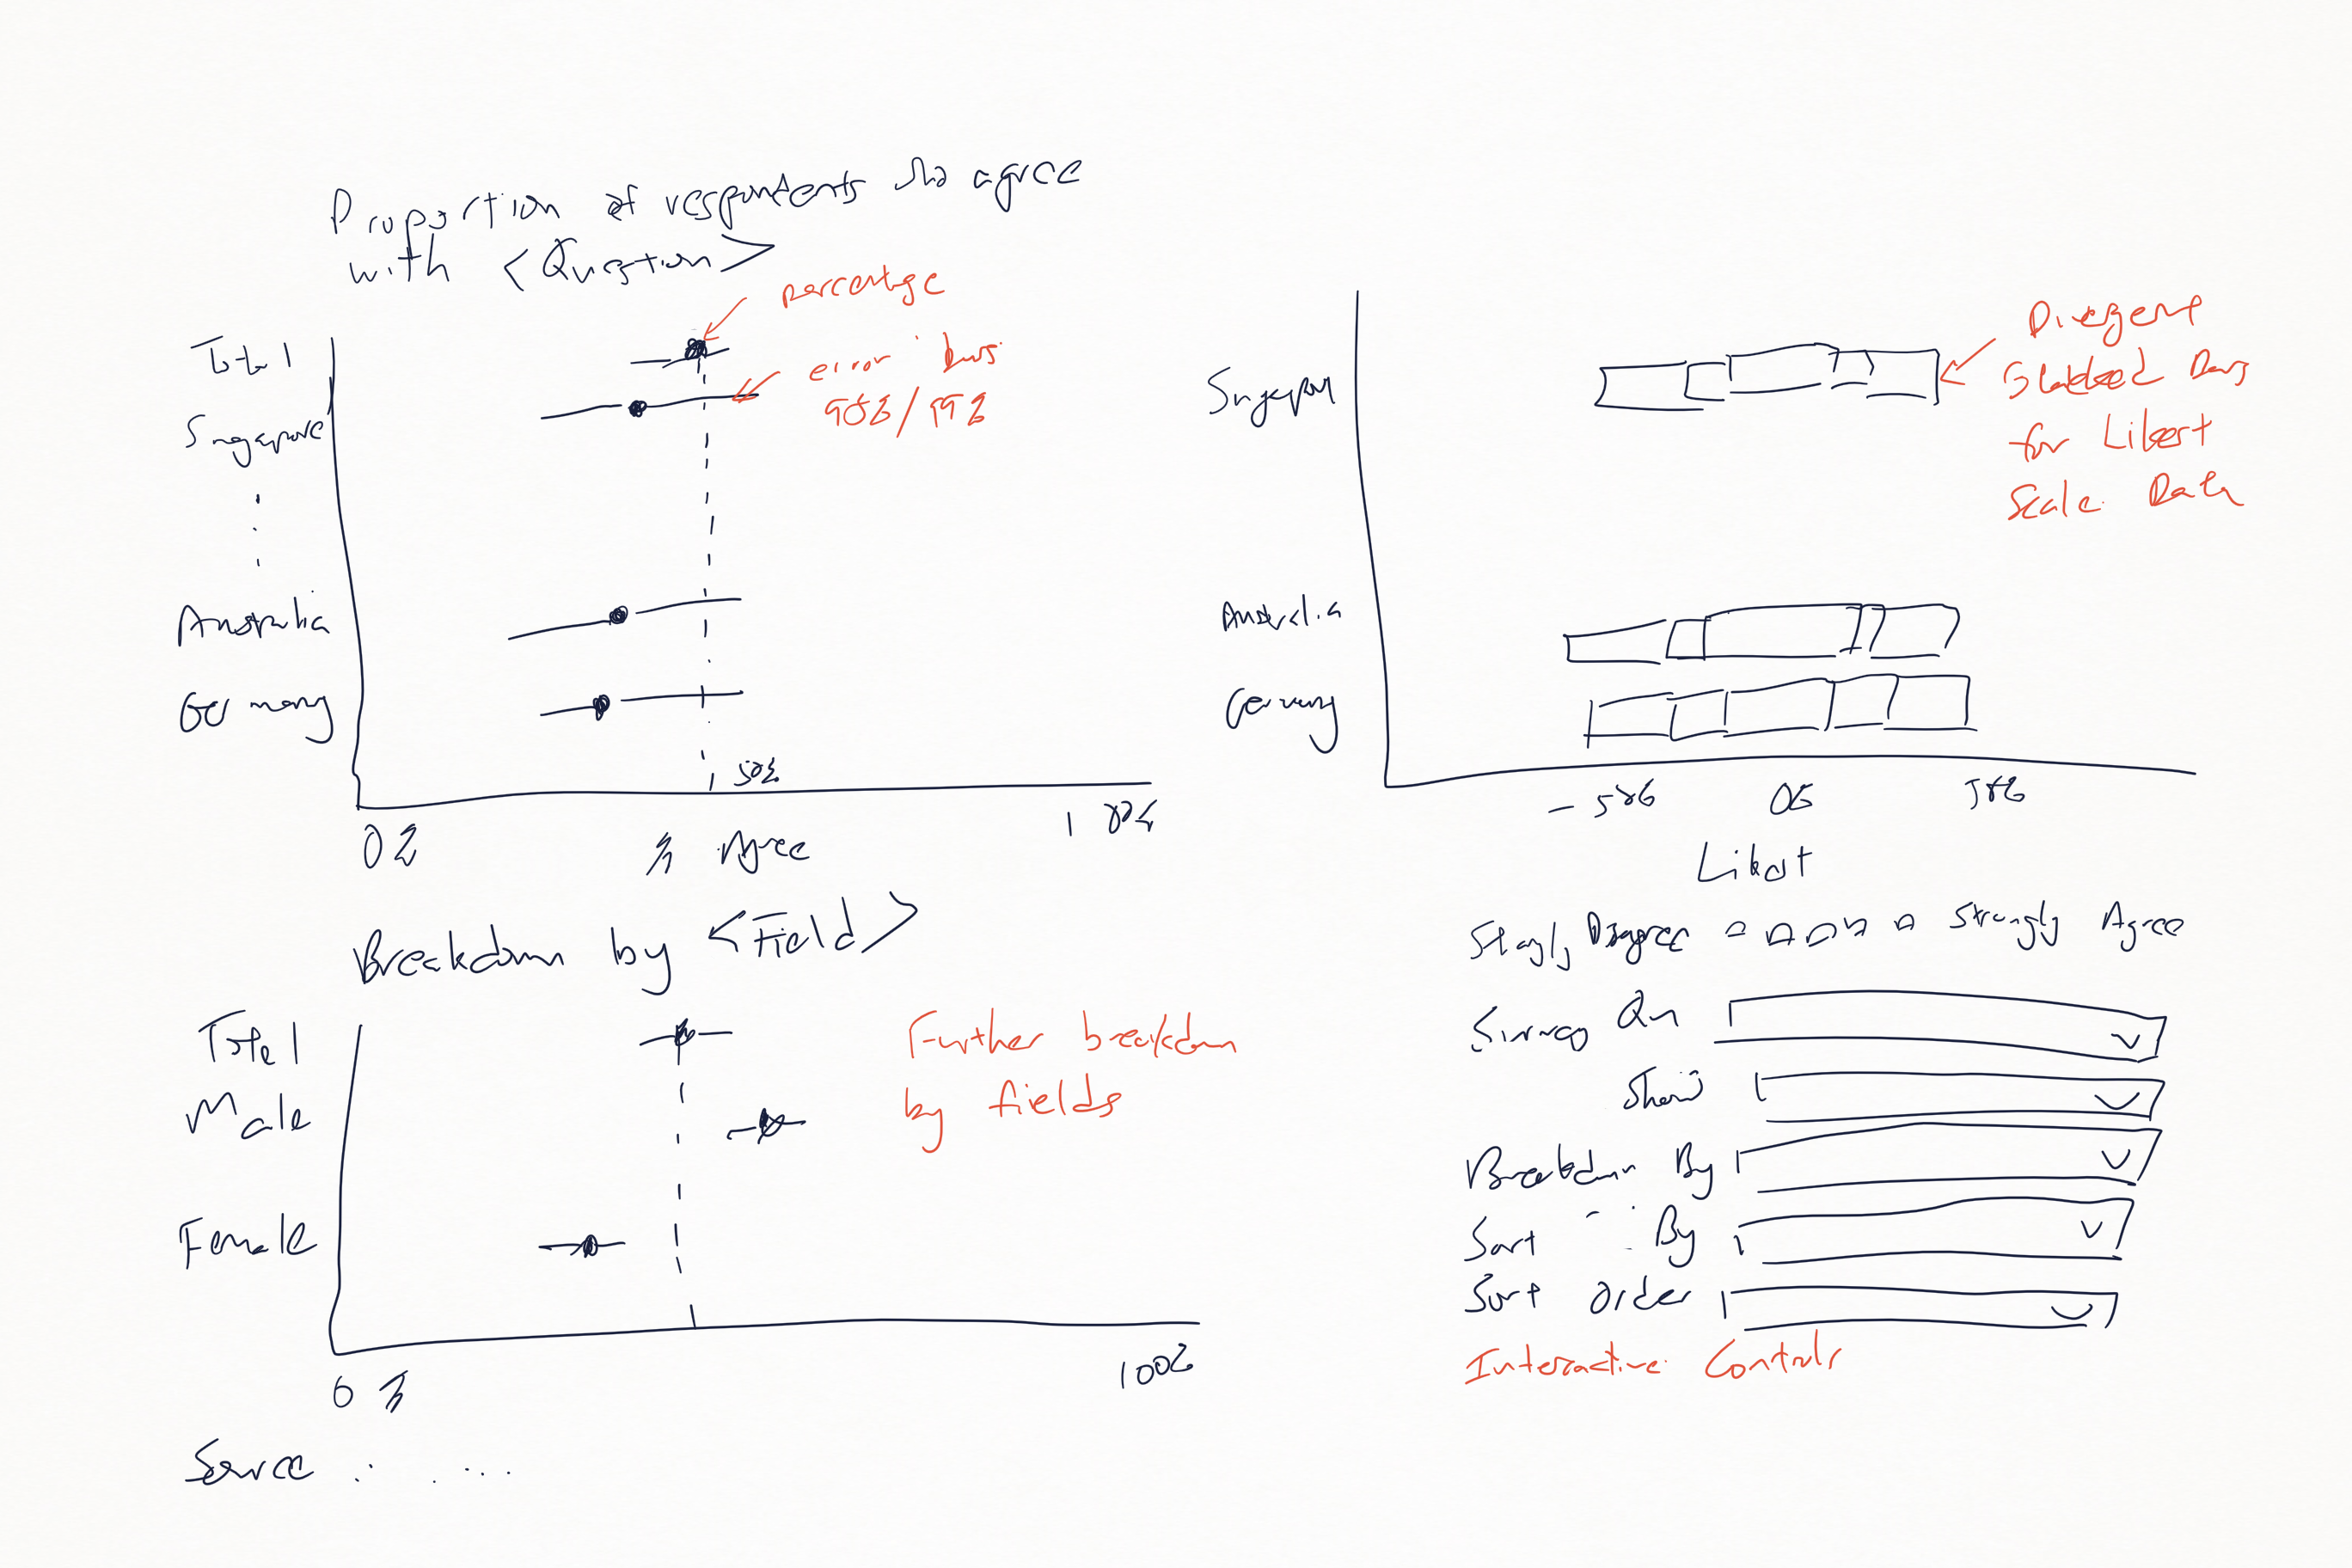 Proportion of respondents who agree
with <Question>
percentage
Total
error bars
95%/99%
Singapore
Australia
Germany
50%
0%
% Agree
100%
Divergent
Stacked Bars
for Likert
Scale Data
Singapore
Australia
Germany
-50%
0%
50%
Likert
Strongly Disagree
Strongly Agree
Breakdown by <Field>
Total
Male
Female
Further breakdown
by fields
0%
100%
Source :
Survey Qn
Show
Breakdown By
Sort By
Sort Order
Interactive Controls